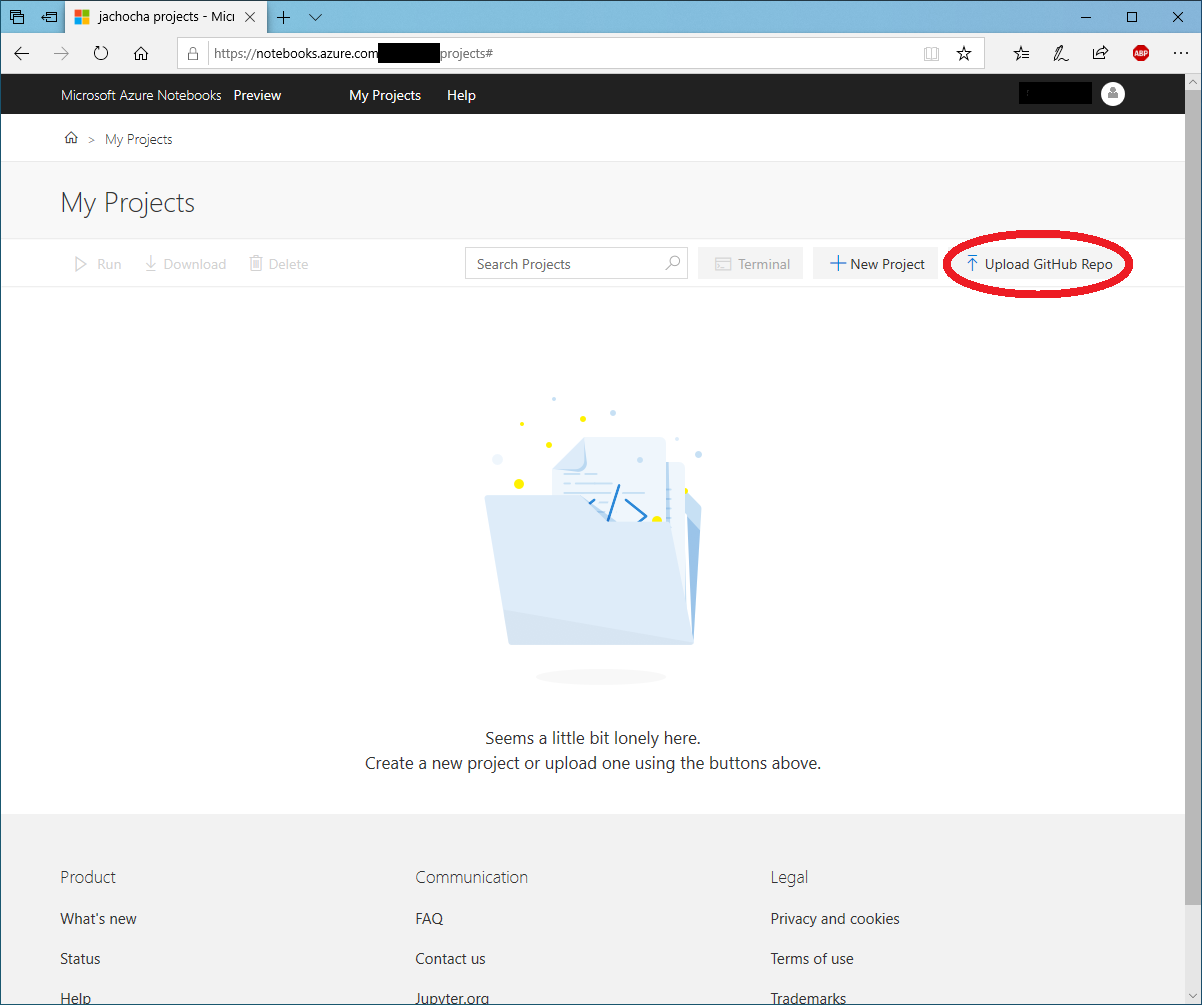 jachocha projects - Micr
https://notebooks.azure.com projects#
ABP
Microsoft Azure Notebooks Preview My Projects Help
> My Projects
My Projects
Run Download Delete Search Projects Terminal New Project Upload GitHub Repo
</>
Seems a little bit lonely here.
Create a new project or upload one using the buttons above.
Product Communication Legal
What's new FAQ Privacy and cookies
Status Contact us Terms of use
Help Jupyter.org Trademarks